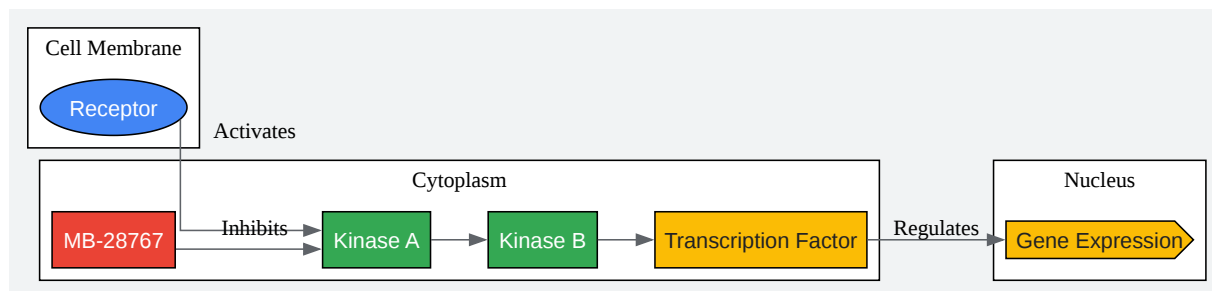 Cell Membrane
Receptor
Activates
Cytoplasm
Nucleus
MB-28767
Inhibits
Kinase A
Kinase B
Transcription Factor
Regulates
Gene Expression